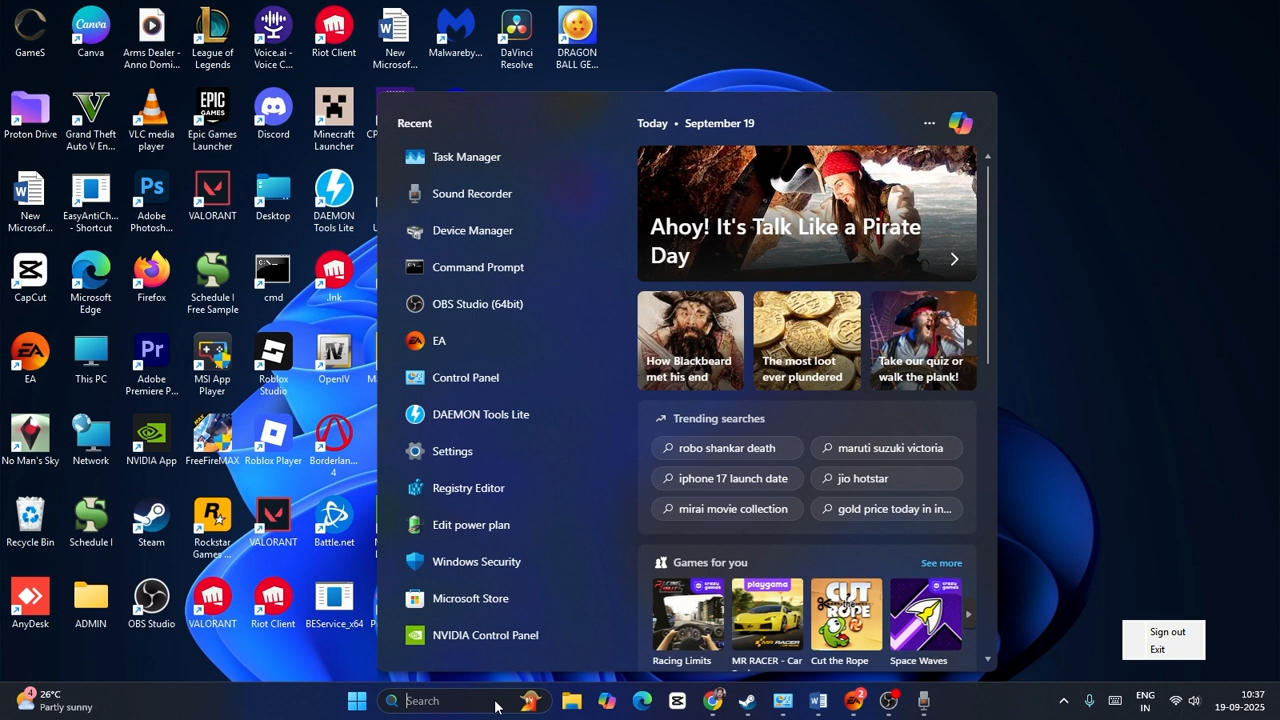 GameS
Canva
Arms Dealer -
Anno Domi...
League of
Legends
Voice.ai -
Voice C...
Riot Client
New
Microsof...
Malwareby...
DaVinci
Resolve
DRAGON
BALL GE...
Proton Drive
Grand Theft
Auto V En...
VLC media
player
Epic Games
Launcher
Discord
Minecraft
Launcher
New
Microsof...
EasyAntiCh...
- Shortcut
Adobe
Photosh...
VALORANT
Desktop
DAEMON
Tools Lite
CapCut
Microsoft
Edge
Firefox
Schedule I
Free Sample
cmd
.lnk
EA
This PC
Adobe
Premiere P...
MSI App
Player
Roblox
Studio
OpenIV
No Man's Sky
Network
NVIDIA App
FreeFireMAX
Roblox Player
Borderlan...
4
Recycle Bin
Schedule I
Steam
Rockstar
Games ...
VALORANT
Battle.net
AnyDesk
ADMIN
OBS Studio
VALORANT
Riot Client
BEService_x64
Recent
Task Manager
Sound Recorder
Device Manager
Command Prompt
OBS Studio (64bit)
EA
Control Panel
DAEMON Tools Lite
Settings
Registry Editor
Edit power plan
Windows Security
Microsoft Store
NVIDIA Control Panel
Today • September 19
Ahoy! It's Talk Like a Pirate
Day
How Blackbeard
met his end
The most loot
ever plundered
Take our quiz or
walk the plank!
Trending searches
robo shankar death
maruti suzuki victoria
iphone 17 launch date
jio hotstar
mirai movie collection
gold price today in in...
Games for you
See more
Racing Limits
MR RACER - Car
Cut the Rope
Space Waves
Sign out
Exit
4
26°C
Partly sunny
Search
2
ENG
IN
10:37
19-09-2025